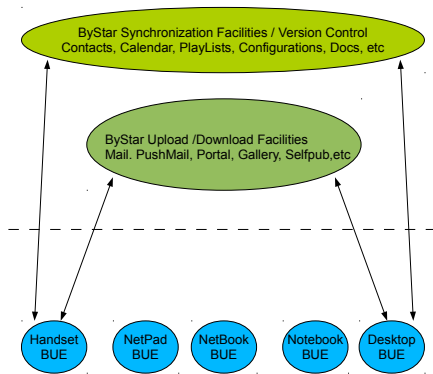 ByStar Synchronization Facilities / Version Control
Contacts, Calendar, PlayLists, Configurations, Docs, etc
ByStar Upload /Download Facilities
Mail. PushMail, Portal, Gallery, Selfpub,etc
Handset
BUE
NetPad
BUE
NetBook
BUE
Notebook
BUE
Desktop
BUE